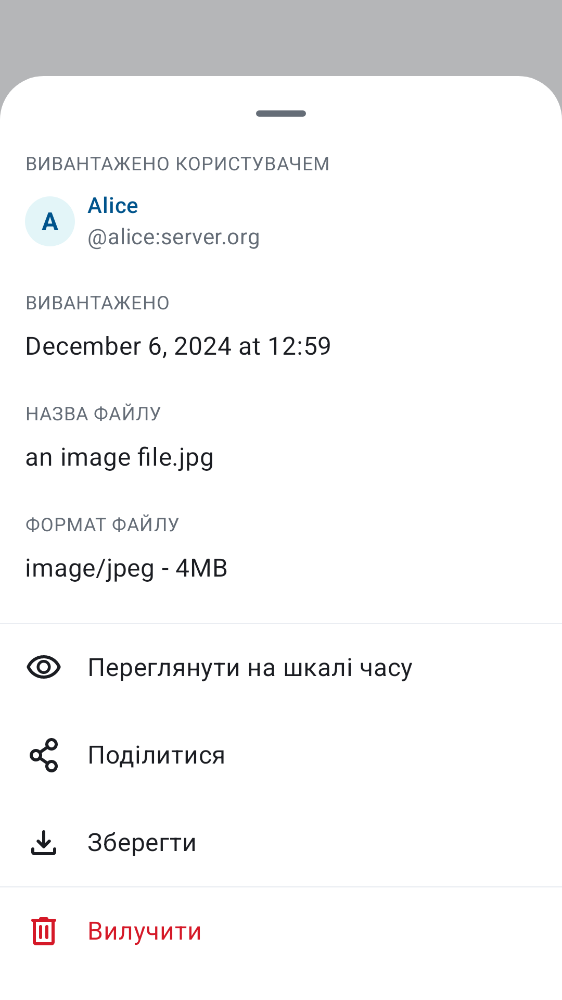 ВИВАНТАЖЕНО КОРИСТУВАЧЕМ
A
Alice
@alice:server.org
ВИВАНТАЖЕНО
December 6, 2024 at 12:59
НАЗВА ФАЙЛУ
an image file.jpg
ФОРМАТ ФАЙЛУ
image/jpeg - 4MB
Переглянути на шкалі часу
Поділитися
Зберегти
Вилучити